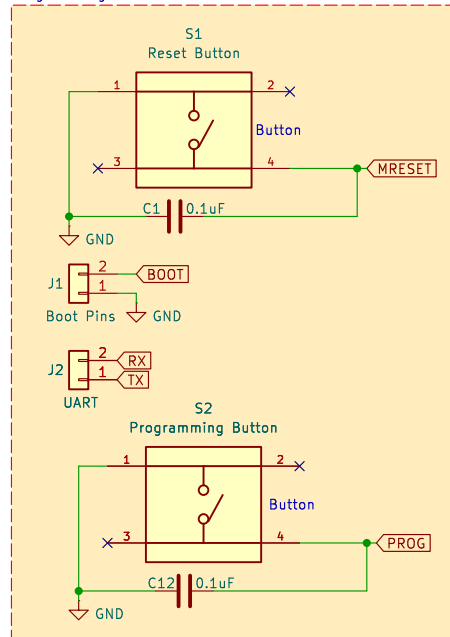 S1
Reset Button
1 2
Button
3 4
MRESET
C1 0.1uF
GND
2 BOOT
J1
1
Boot Pins GND
2 RX
J2
1 TX
UART
S2
Programming Button
1 2
Button
3 4
PROG
C12 0.1uF
GND